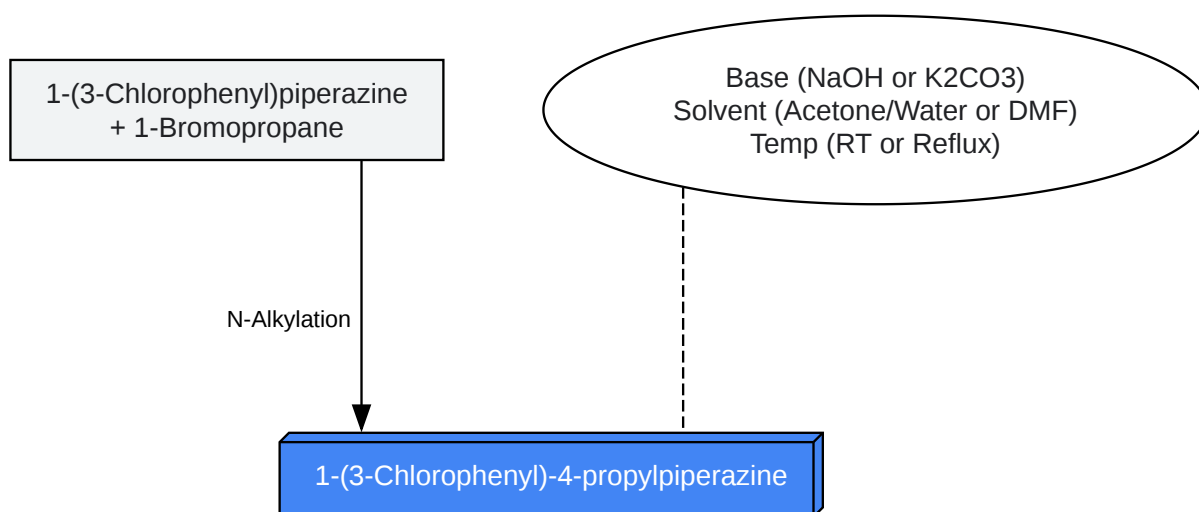 1-(3-Chlorophenyl)piperazine
+ 1-Bromopropane
Base (NaOH or K2CO3)
Solvent (Acetone/Water or DMF)
Temp (RT or Reflux)
N-Alkylation
1-(3-Chlorophenyl)-4-propylpiperazine